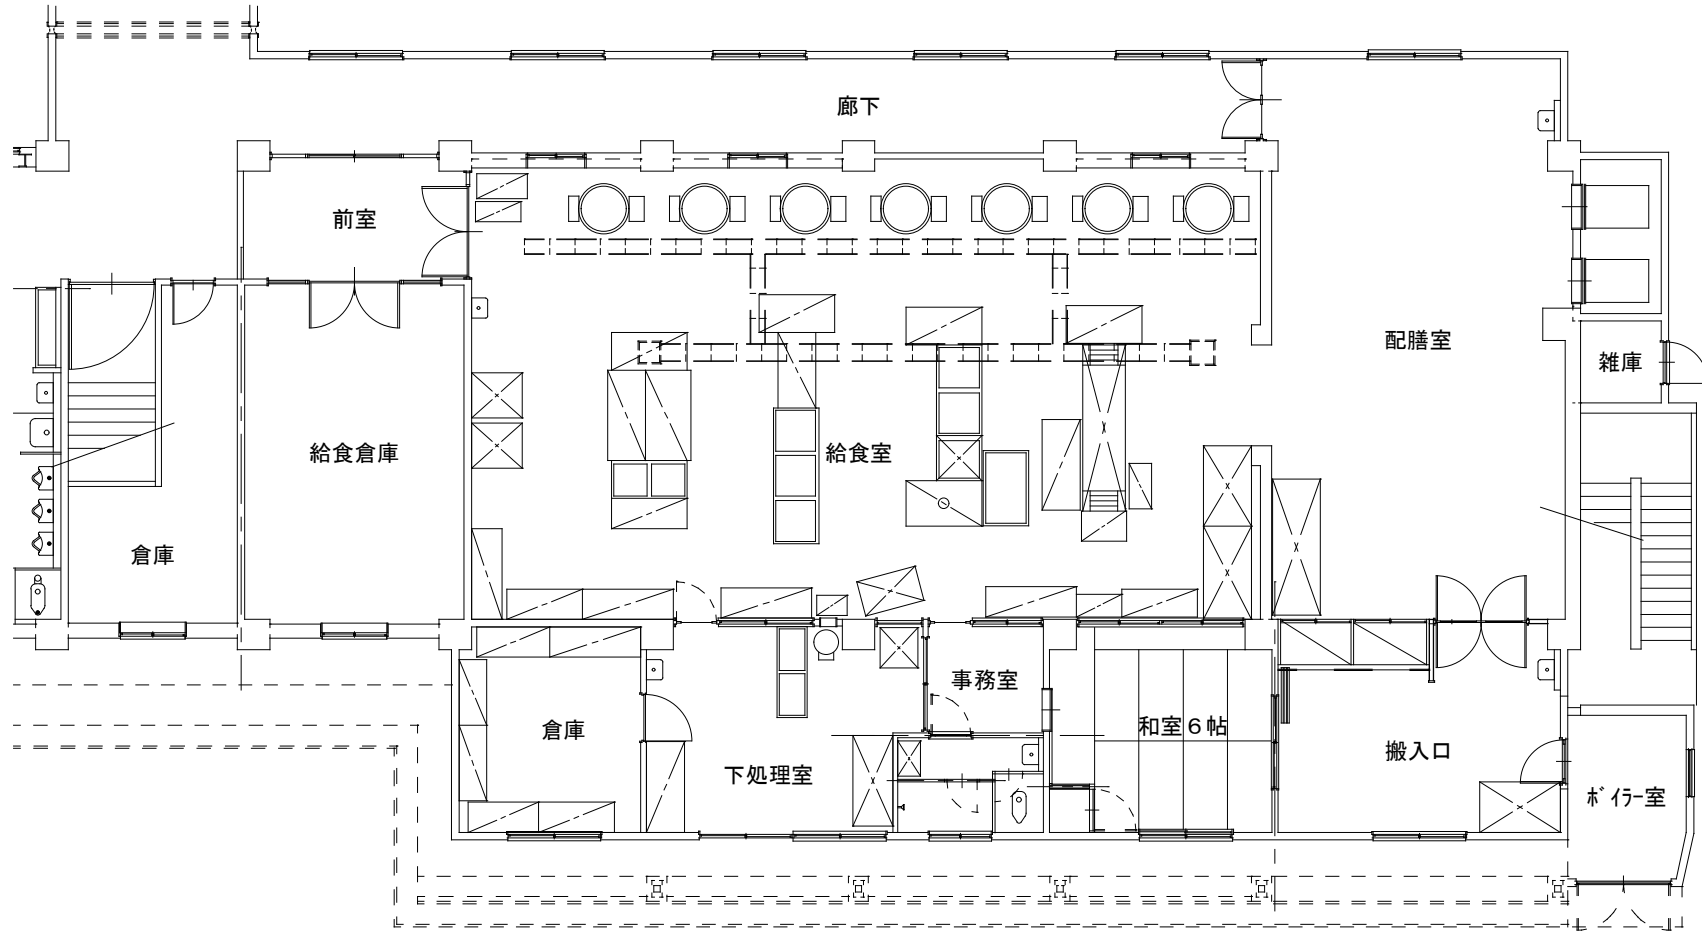 廊下
前室
配膳室
雑庫
給食倉庫
給食室
倉庫
事務室
倉庫
和室６帖
搬入口
下処理室
ﾎﾞｲﾗｰ室